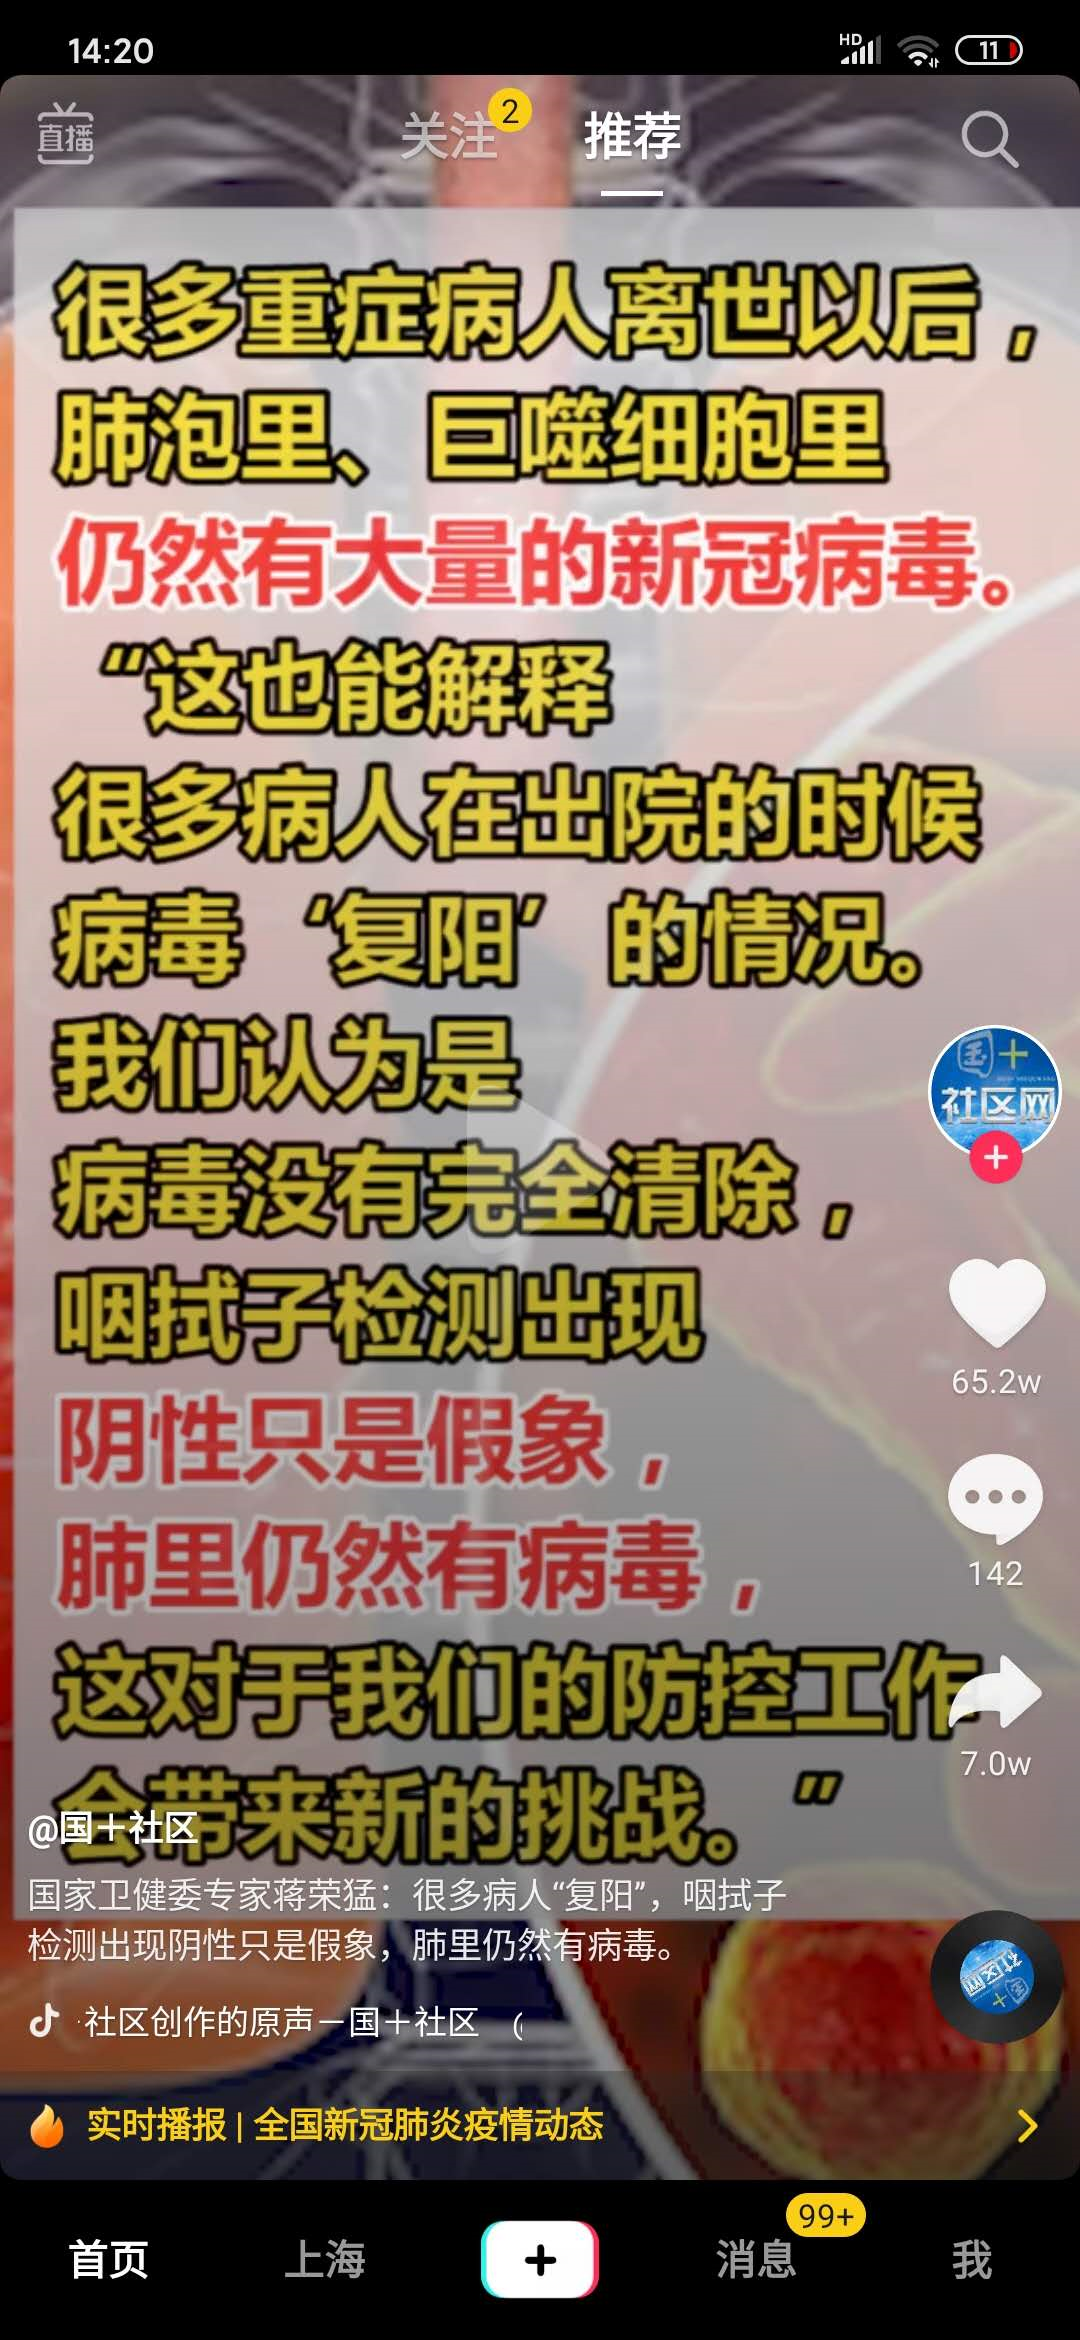 14:20
HD
11
直播
关注
2
推荐
很多重症病人离世以后，
肺泡里、巨噬细胞里
仍然有大量的新冠病毒。
“这也能解释
很多病人在出院的时候
病毒‘复阳’的情况。
我们认为是
病毒没有完全清除，
咽拭子检测出现
阴性只是假象，
肺里仍然有病毒，
这对于我们的防控工作
会带来新的挑战。”
国+
社区网
65.2w
142
7.0w
@国＋社区
国家卫健委专家蒋荣猛：很多病人“复阳”，咽拭子
检测出现阴性只是假象，肺里仍然有病毒。
社区创作的原声－国＋社区
实时播报 | 全国新冠肺炎疫情动态
首页
上海
消息
99+
我